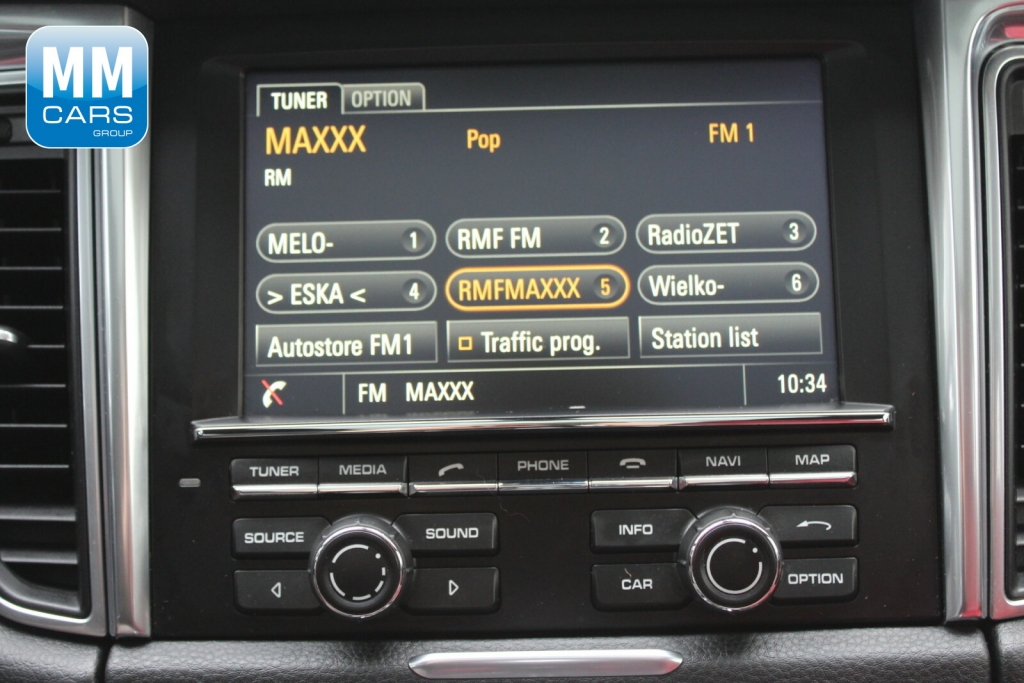 MM
CARS
GROUP
TUNER OPTION
MAXXX Pop FM 1
RM
MELO- 1 RMF FM 2 RadioZET 3
> ESKA < 4 RMFMAXXX 5 Wielko- 6
Autostore FM1 Traffic prog. Station list
FM MAXXX 10:34
TUNER MEDIA PHONE NAVI MAP
SOURCE SOUND INFO
CAR OPTION